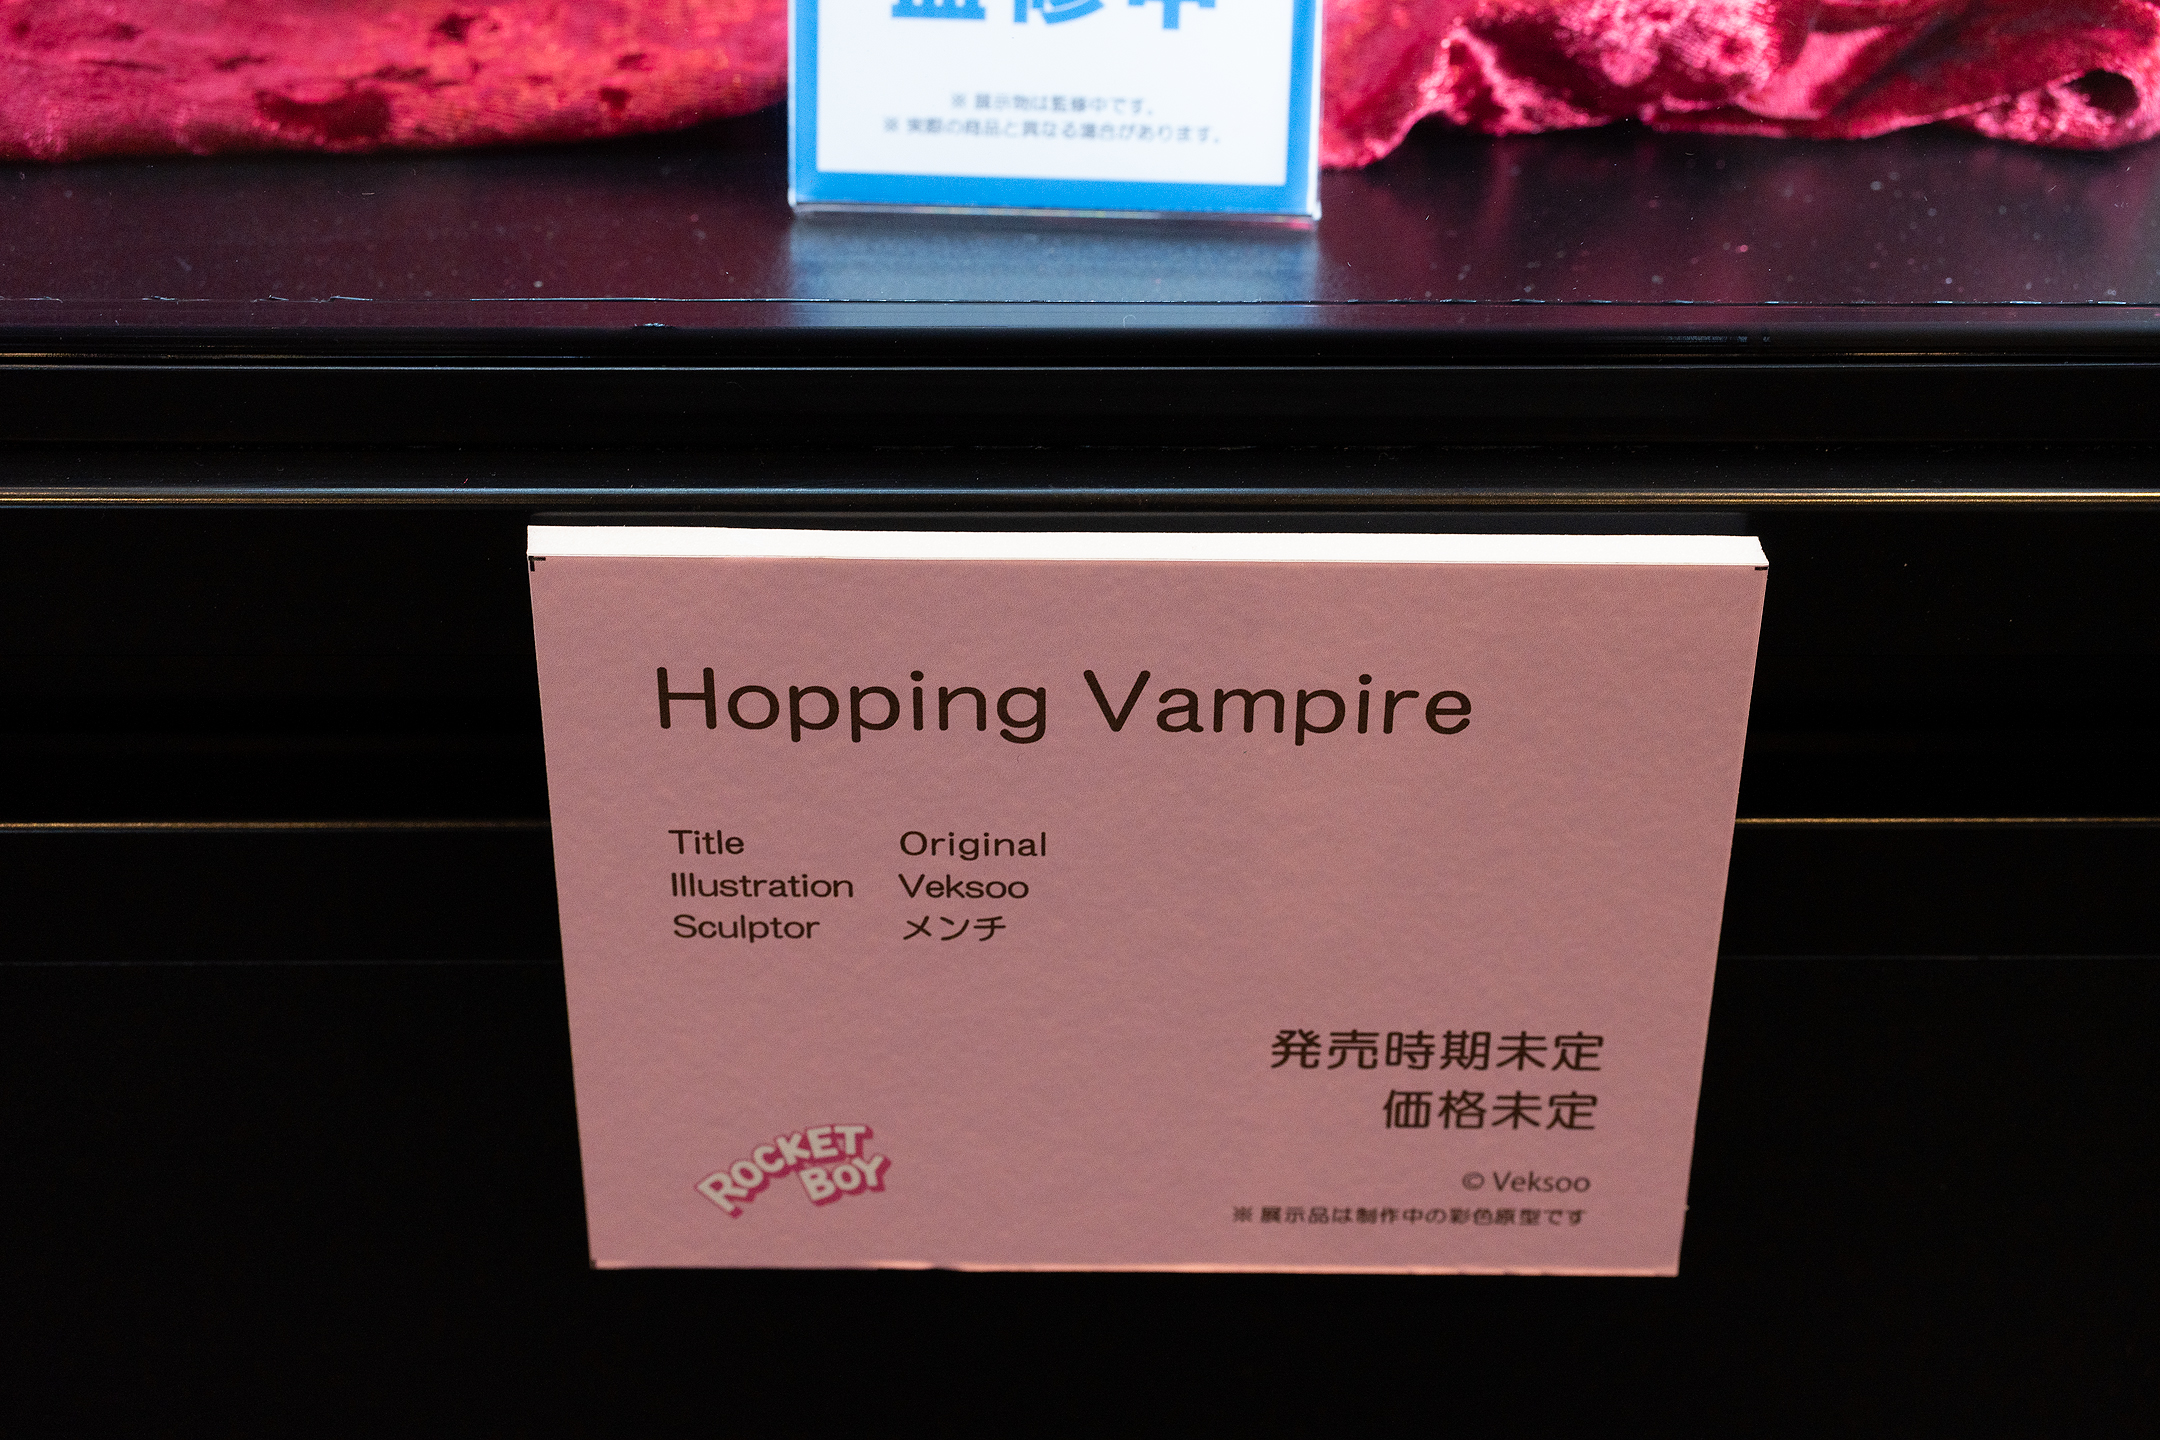 監修中
※ 展示物は監修中です。
※ 実際の商品と異なる場合があります。
Hopping Vampire
Title Original
Illustration Veksoo
Sculptor メンチ
発売時期未定
価格未定
ROCKET
BOY
© Veksoo
※ 展示品は制作中の彩色原型です